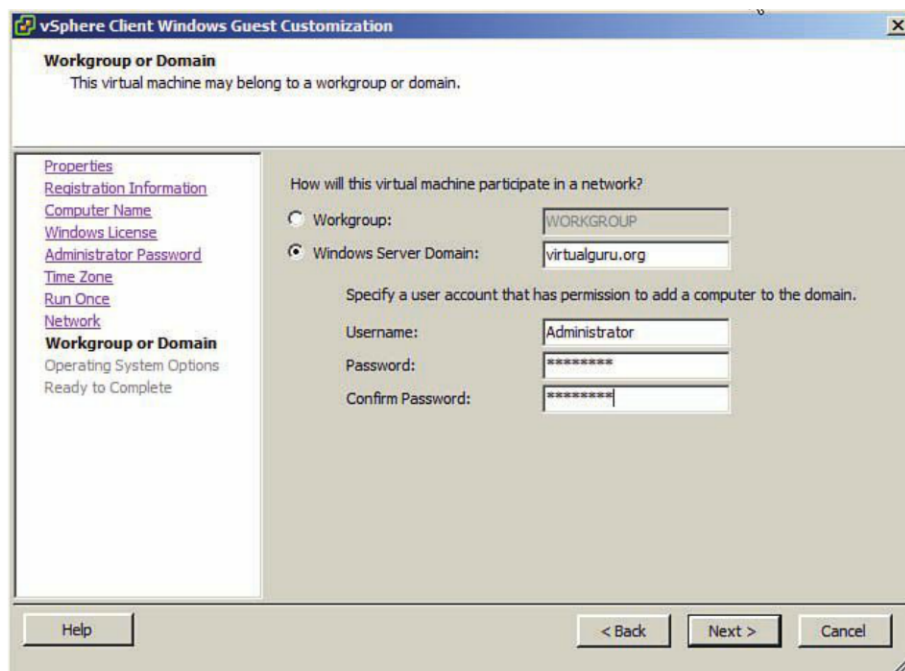 vSphere Client Windows Guest Customization
Workgroup or Domain
This virtual machine may belong to a workgroup or domain.
Properties
Registration Information
Computer Name
Windows License
Administrator Password
Time Zone
Run Once
Network
Workgroup or Domain
Operating System Options
Ready to Complete
How will this virtual machine participate in a network?
Workgroup: WORKGROUP
Windows Server Domain: virtualguru.org
Specify a user account that has permission to add a computer to the domain.
Username: Administrator
Password: ********
Confirm Password: ********
Help < Back Next > Cancel